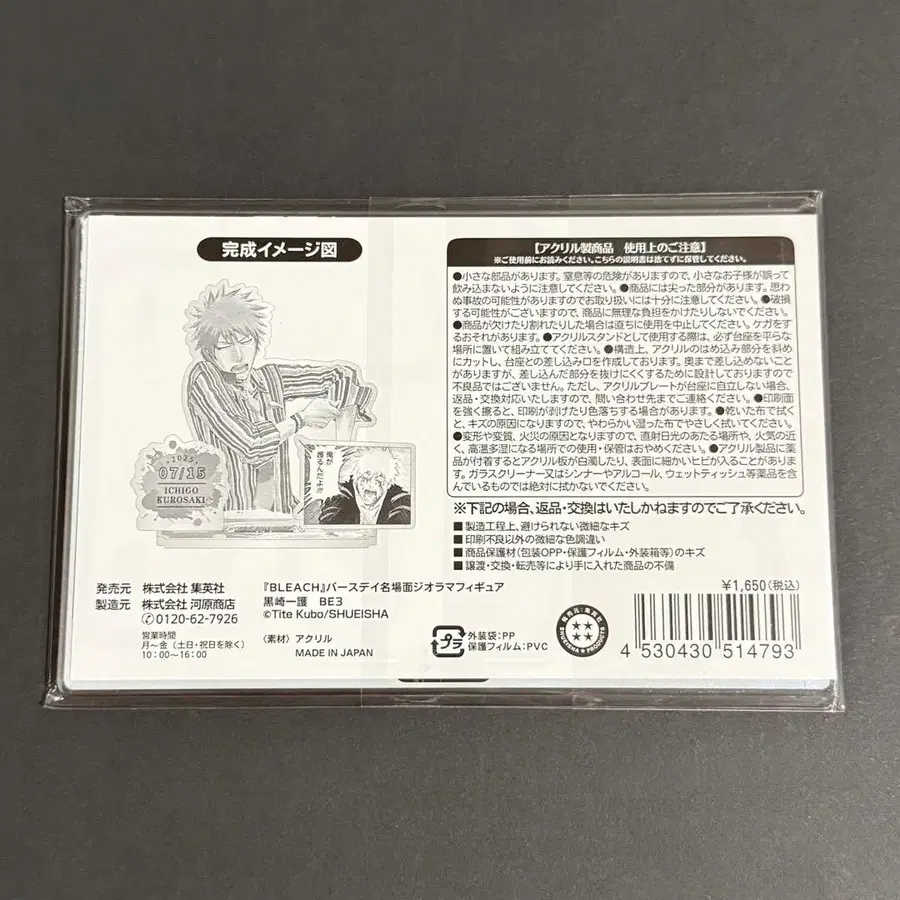 完成イメージ図
2025
07/15
ICHIGO
KUROSAKI
俺が
護るんだよ!!!
【アクリル製商品 使用上のご注意】
※ご使用前にお読みください。こちらの説明書は捨てずに保管してください。
●小さな部品があります。窒息等の危険がありますので、小さなお子様が誤って
飲み込まないように注意してください。●商品には尖った部分があります。思わ
ぬ事故の可能性がありますのでお取り扱いには十分に注意してください。●破損
する可能性がございますので、商品に無理な負担をかけたりしないでください。
●商品が欠けたり割れたりした場合は直ちに使用を中止してください。ケガをす
るおそれがあります。●アクリルスタンドとして使用する際は、必ず台座を平らな
場所に置いて組み立ててください。●構造上、アクリルのはめ込み部分を斜め
にカットし、台座との差し込み口を作成しております。奥まで差し込めないこと
がありますが、差し込んだ部分を抜けにくくするために設計しておりますので
不良品ではございません。ただし、アクリルプレートが台座に自立しない場合、
返品・交換対応いたしますので、問い合わせ先までご連絡ください。●印刷面
を強く擦ると、印刷が剥げたり色落ちする場合があります。●乾いた布で拭く
と、キズの原因になりますので、やわらかい湿った布でやさしく拭いてください。
●変形や変質、火災の原因となりますので、直射日光のあたる場所や、火気の近
く、高温多湿になる場所での使用・保管はおやめください。●アクリル製品に薬
品が付着するとアクリル板が白濁したり、表面に細かいヒビが入ることがありま
す。ガラスクリーナー又はシンナーやアルコール、ウェットティッシュ等薬品を含
んでいるものでは絶対に拭かないでください。
※下記の場合、返品・交換はいたしかねますのでご了承ください。
■製造工程上、避けられない微細なキズ
■印刷不良以外の微細な色調違い
■商品保護材(包装OPP・保護フィルム・外装箱等)のキズ
■譲渡・交換・転売等により手に入れた商品の不備
発売元 株式会社 集英社
製造元 株式会社 河原商店
✆0120-62-7926
営業時間
月〜金(土日・祝日を除く)
10:00〜16:00
『BLEACH』バースデイ名場面ジオラマフィギュア
黒崎一護 BE3
©Tite Kubo/SHUEISHA
〈素材〉アクリル
MADE IN JAPAN
プラ
外装袋:PP
保護フィルム:PVC
発売元:集英社
SHUEISHA PRODUCTS
¥1,650(税込)
4 530430 514793